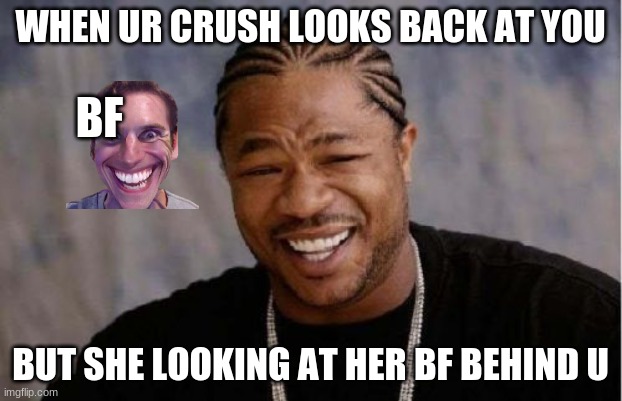 WHEN UR CRUSH LOOKS BACK AT YOU
BF
BUT SHE LOOKING AT HER BF BEHIND U
imgflip.com